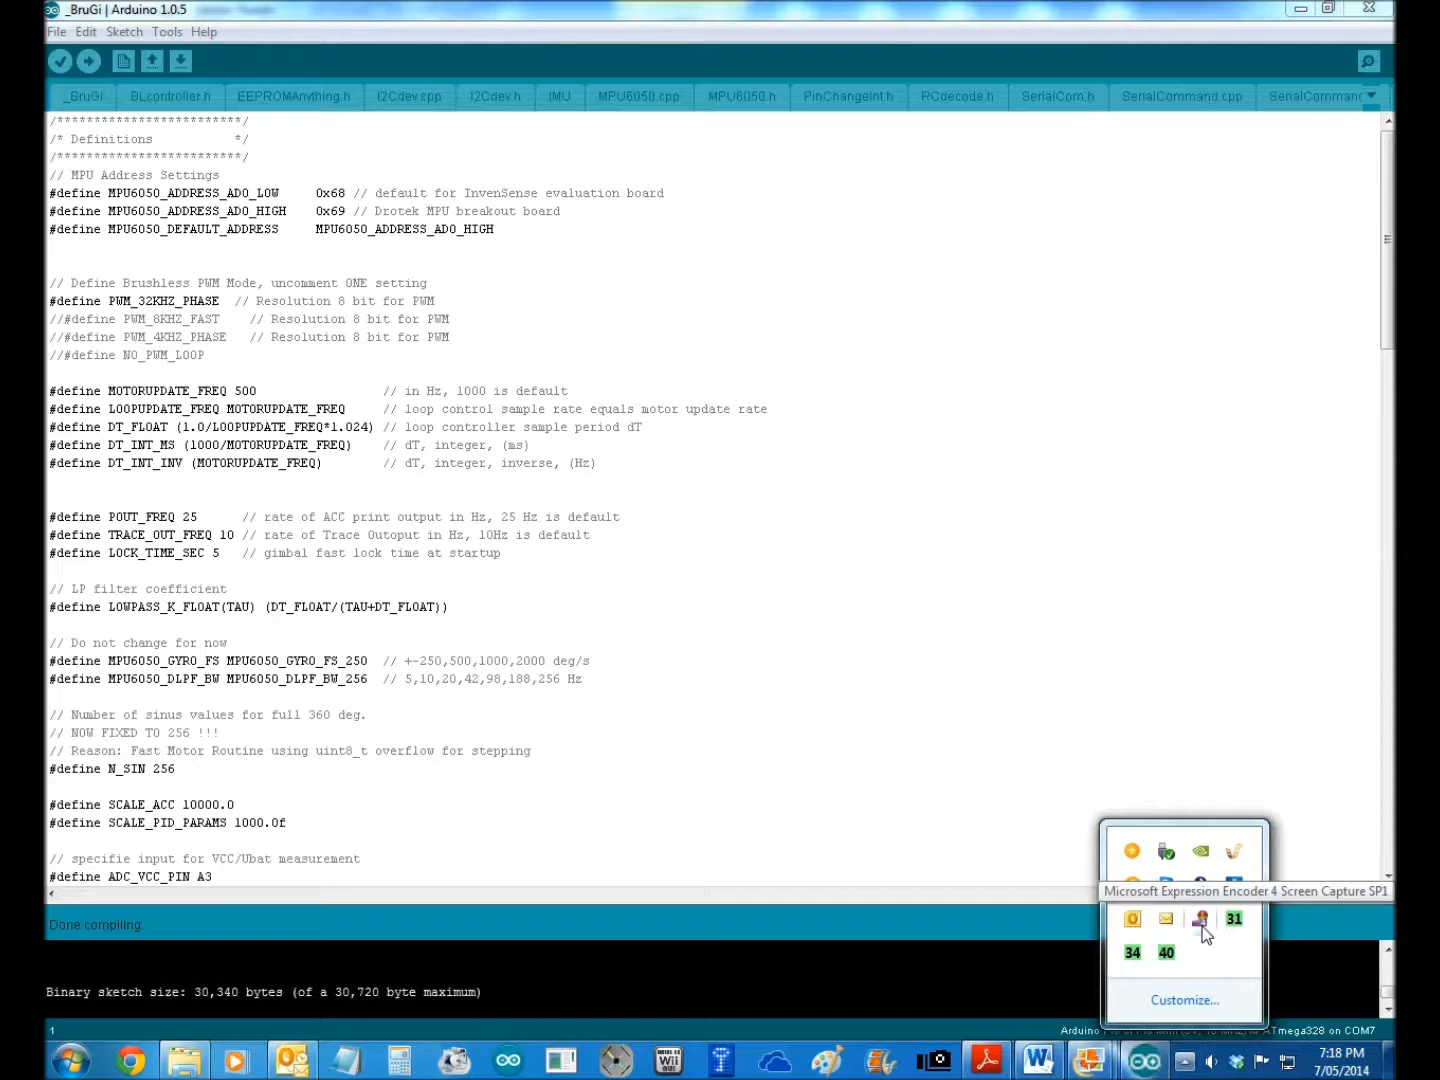 _BruGi | Arduino 1.0.5
File Edit Sketch Tools Help
_BruGi BLcontroller.h EEPROMAnything.h I2Cdev.cpp I2Cdev.h IMU MPU6050.cpp MPU6050.h PinChangeInt.h RCdecode.h SerialCom.h SerialCommand.cpp SerialCommand
/*************************/
/* Definitions */
/*************************/
// MPU Address Settings
#define MPU6050_ADDRESS_AD0_LOW 0x68 // default for InvenSense evaluation board
#define MPU6050_ADDRESS_AD0_HIGH 0x69 // Drotek MPU breakout board
#define MPU6050_DEFAULT_ADDRESS MPU6050_ADDRESS_AD0_HIGH
// Define Brushless PWM Mode, uncomment ONE setting
#define PWM_32KHZ_PHASE // Resolution 8 bit for PWM
//#define PWM_8KHZ_FAST // Resolution 8 bit for PWM
//#define PWM_4KHZ_PHASE // Resolution 8 bit for PWM
//#define NO_PWM_LOOP
#define MOTORUPDATE_FREQ 500 // in Hz, 1000 is default
#define LOOPUPDATE_FREQ MOTORUPDATE_FREQ // loop control sample rate equals motor update rate
#define DT_FLOAT (1.0/LOOPUPDATE_FREQ*1.024) // loop controller sample period dT
#define DT_INT_MS (1000/MOTORUPDATE_FREQ) // dT, integer, (ms)
#define DT_INT_INV (MOTORUPDATE_FREQ) // dT, integer, inverse, (Hz)
#define POUT_FREQ 25 // rate of ACC print output in Hz, 25 Hz is default
#define TRACE_OUT_FREQ 10 // rate of Trace Outoput in Hz, 10Hz is default
#define LOCK_TIME_SEC 5 // gimbal fast lock time at startup
// LP filter coefficient
#define LOWPASS_K_FLOAT(TAU) (DT_FLOAT/(TAU+DT_FLOAT))
// Do not change for now
#define MPU6050_GYRO_FS MPU6050_GYRO_FS_250 // +-250,500,1000,2000 deg/s
#define MPU6050_DLPF_BW MPU6050_DLPF_BW_256 // 5,10,20,42,98,188,256 Hz
// Number of sinus values for full 360 deg.
// NOW FIXED TO 256 !!!
// Reason: Fast Motor Routine using uint8_t overflow for stepping
#define N_SIN 256
#define SCALE_ACC 10000.0
#define SCALE_PID_PARAMS 1000.0f
// specifie input for VCC/Ubat measurement
#define ADC_VCC_PIN A3
Microsoft Expression Encoder 4 Screen Capture SP1
31
34 40
Customize...
Done compiling.
Binary sketch size: 30,340 bytes (of a 30,720 byte maximum)
1
ATmega328 on COM7
7:18 PM
7/05/2014